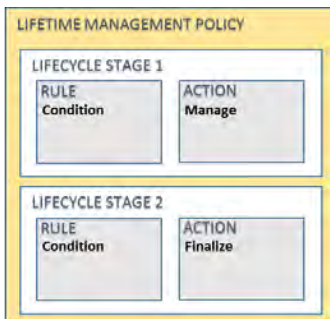 LIFETIME MANAGEMENT POLICY
LIFECYCLE STAGE 1
RULE
Condition
ACTION
Manage
LIFECYCLE STAGE 2
RULE
Condition
ACTION
Finalize